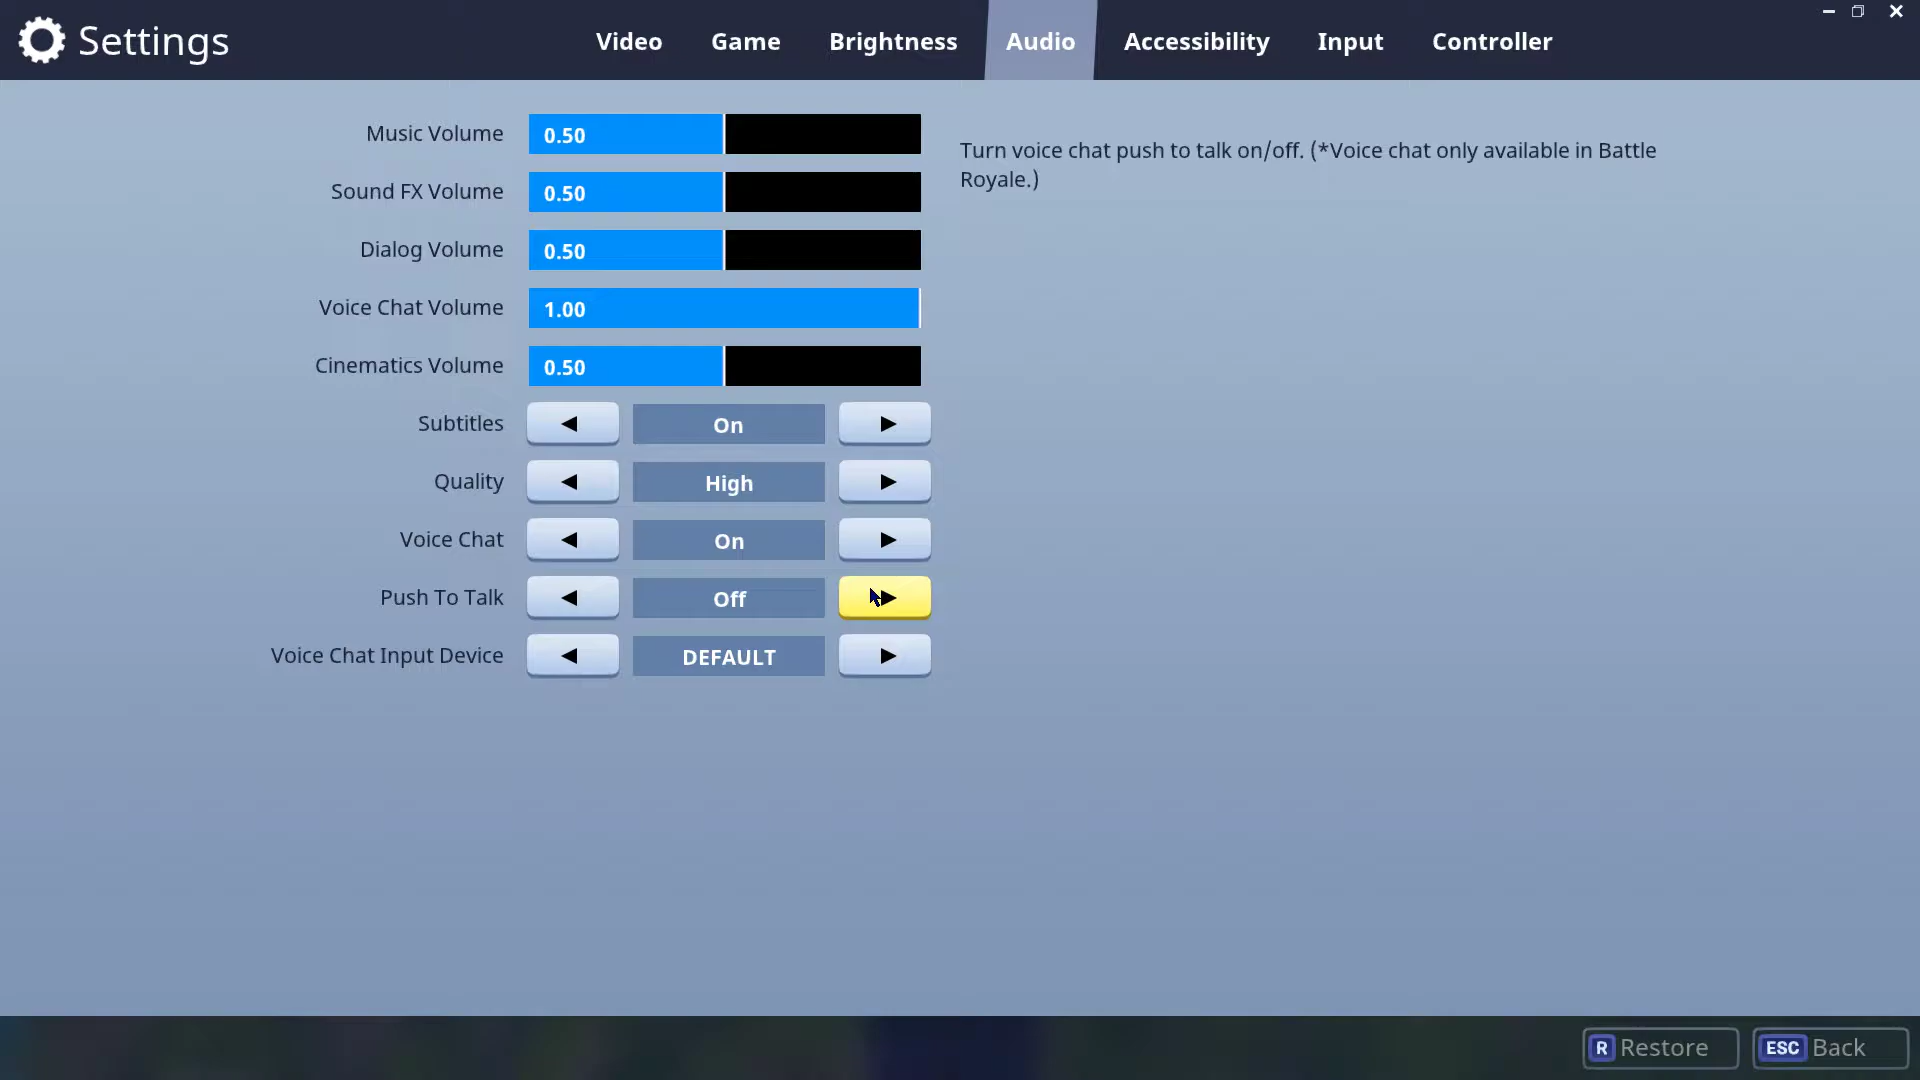 Settings
Video Game Brightness Audio Accessibility Input Controller
Music Volume 0.50
Turn voice chat push to talk on/off. (*Voice chat only available in Battle
Royale.)
Sound FX Volume 0.50
Dialog Volume 0.50
Voice Chat Volume 1.00
Cinematics Volume 0.50
Subtitles On
Quality High
Voice Chat On
Push To Talk Off
Voice Chat Input Device DEFAULT
R Restore ESC Back